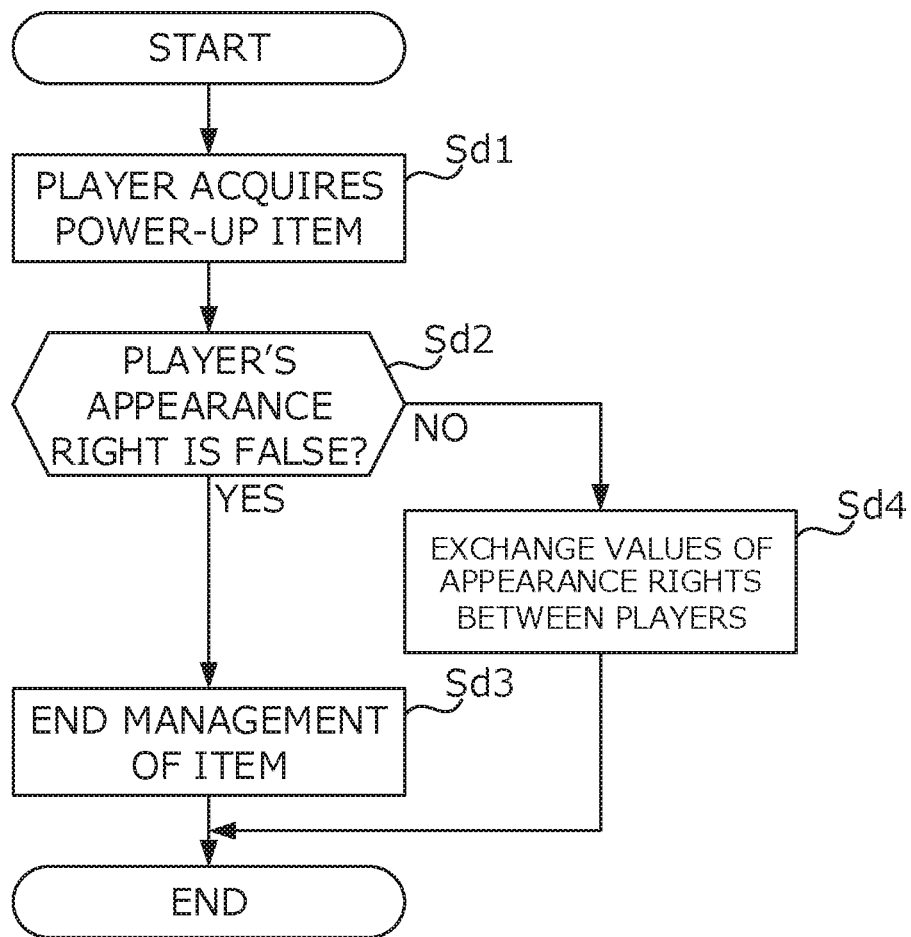 START
Sd1
PLAYER ACQUIRES
POWER-UP ITEM
Sd2
PLAYER'S
APPEARANCE
RIGHT IS FALSE?
NO
YES
Sd4
EXCHANGE VALUES OF
APPEARANCE RIGHTS
BETWEEN PLAYERS
Sd3
END MANAGEMENT
OF ITEM
END